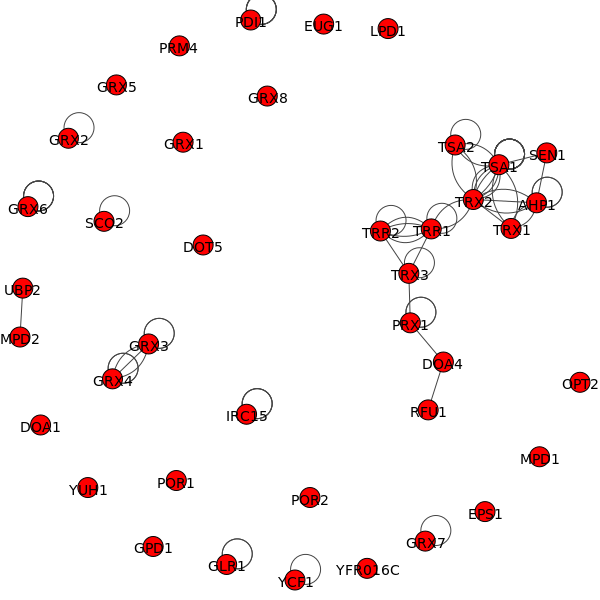 PDI1
EUG1
LPD1
PRM4
GRX5
GRX8
GRX2
GRX1
TSA2
TSA1
SEN1
GRX6
SCC2
TRX2
AHP1
TRR2
TRR1
TRX1
DOT5
TRX3
UBP2
PRX1
MPD2
GRX3
DOA4
GRX4
OPT2
IRC15
RFU1
DOA1
MPD1
YUH1
POR1
POR2
EPS1
GPD1
GRX7
GLR1
YCF1
YFR016C